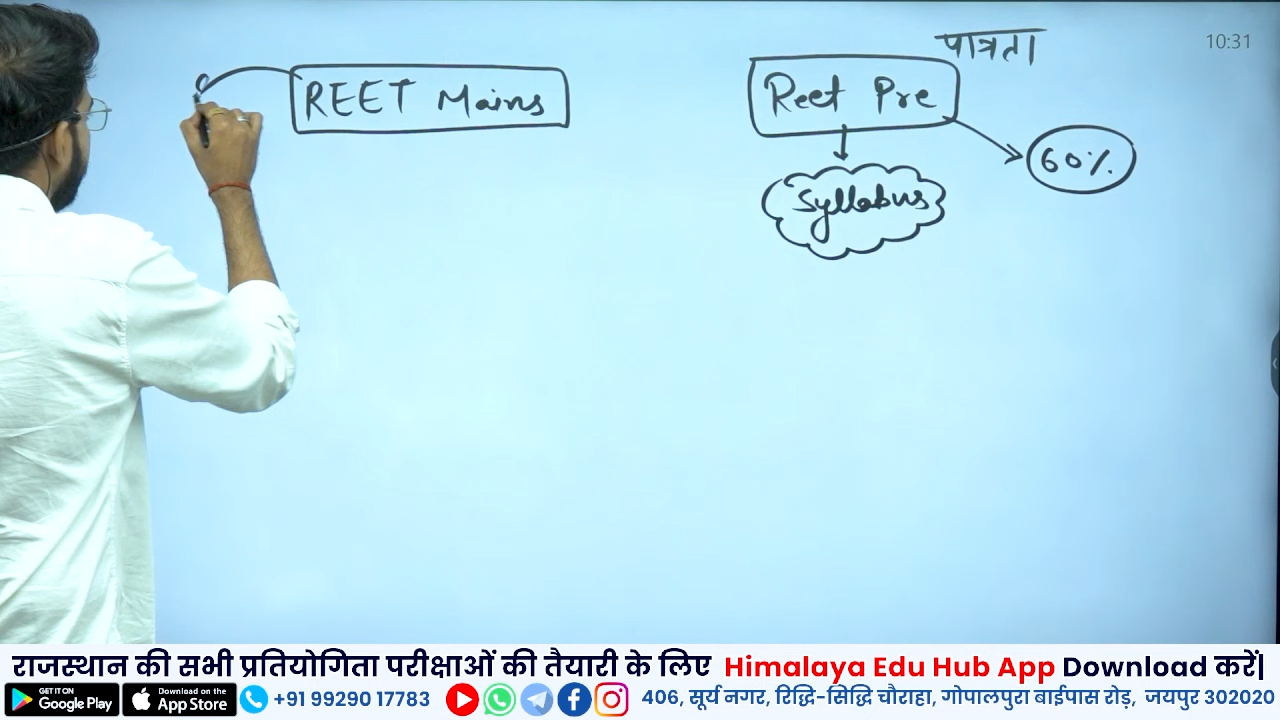 पात्रता
10:31
REET Mains
Reet Pre
60%
Syllabus
राजस्थान की सभी प्रतियोगिता परीक्षाओं की तैयारी के लिए Himalaya Edu Hub App Download करें|
GET IT ON
Google Play
Download on the
App Store
+91 99290 17783
406, सूर्य नगर, रिद्धि-सिद्धि चौराहा, गोपालपुरा बाईपास रोड़, जयपुर 302020